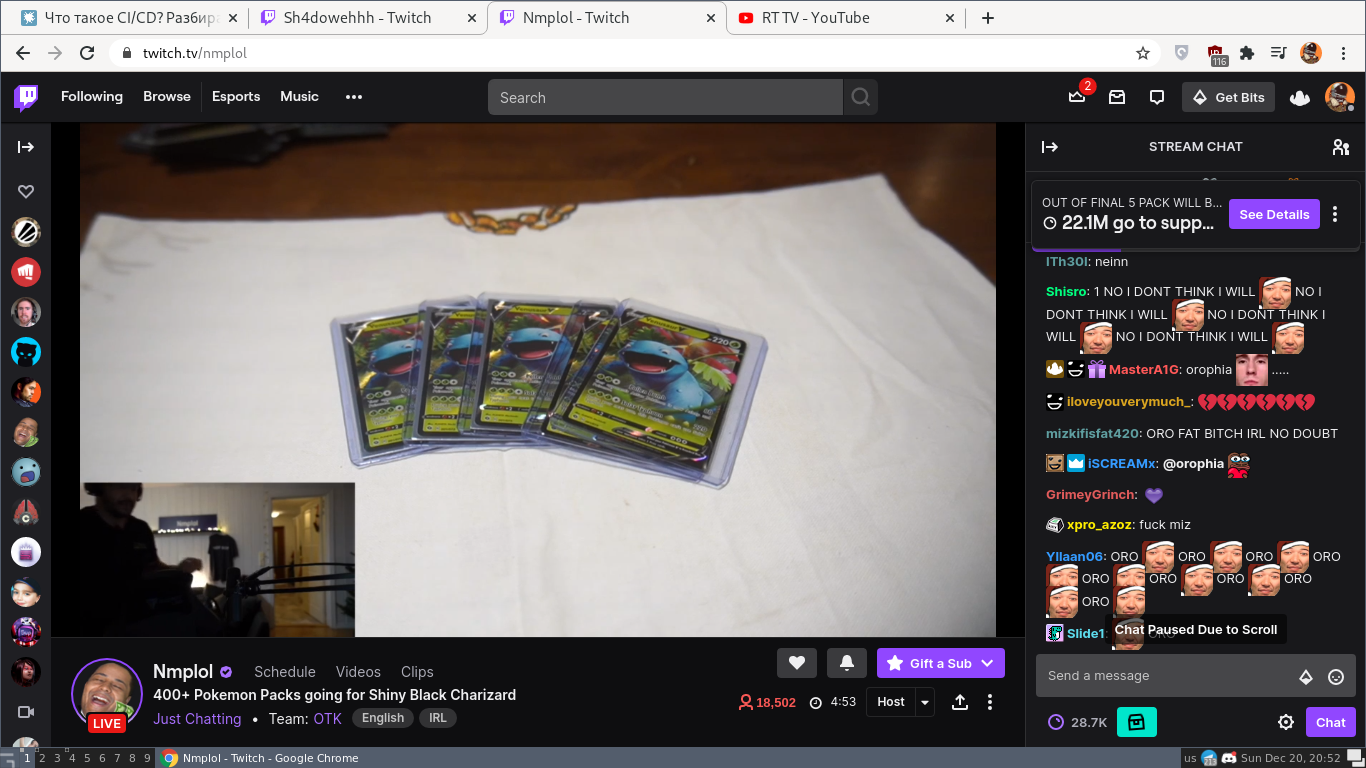 Что такое CI/CD? Разбира
Sh4dowehhh - Twitch
Nmplol - Twitch
RT TV - YouTube
twitch.tv/nmplol
116
Following
Browse
Esports
Music
Search
2
Get Bits
STREAM CHAT
OUT OF FINAL 5 PACK WILL B...
22.1M go to supp...
See Details
lTh30l: neinn
Shisro: 1 NO I DONT THINK I WILL NO I
DONT THINK I WILL NO I DONT THINK I
WILL NO I DONT THINK I WILL
MasterA1G: orophia .....
iloveyouverymuch_:
mizkifisfat420: ORO FAT BITCH IRL NO DOUBT
iSCREAMx: @orophia
GrimeyGrinch:
xpro_azoz: fuck miz
Yllaan06: ORO ORO ORO ORO
ORO ORO ORO ORO
ORO
Slide1:
Chat Paused Due to Scroll
220
Nmplol
LIVE
Nmplol
Schedule
Videos
Clips
Gift a Sub
400+ Pokemon Packs going for Shiny Black Charizard
Just Chatting • Team: OTK English IRL
18,502
4:53
Host
Send a message
28.7K
Chat
1 2 3 4 5 6 7 8 9
Nmplol - Twitch - Google Chrome
us
Sun Dec 20, 20:52